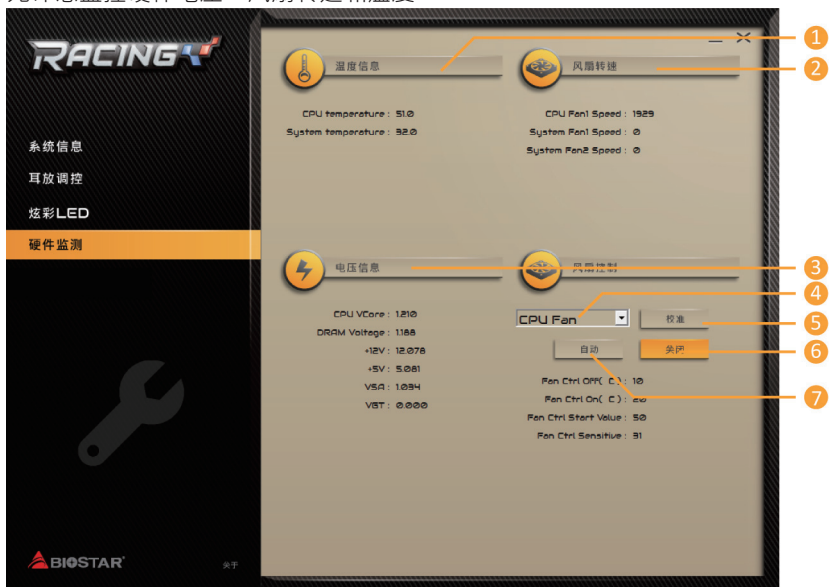 RACING
系统信息
耳放调控
炫彩LED
硬件监测
BIOSTAR
关于
温度信息
CPU temperature : 51.0
System temperature : 32.0
风扇转速
CPU Fan1 Speed : 1929
System Fan1 Speed : 0
System Fan2 Speed : 0
电压信息
CPU VCore : 1.210
DRAM Voltage : 1.188
+12V : 12.078
+5V : 5.081
VSA : 1.034
VGT : 0.000
风扇控制
CPU Fan
校准
自动
关闭
Fan Ctrl Off( C ) : 10
Fan Ctrl On( C ) : 20
Fan Ctrl Start Value : 50
Fan Ctrl Sensitive : 31
1
2
3
4
5
6
7